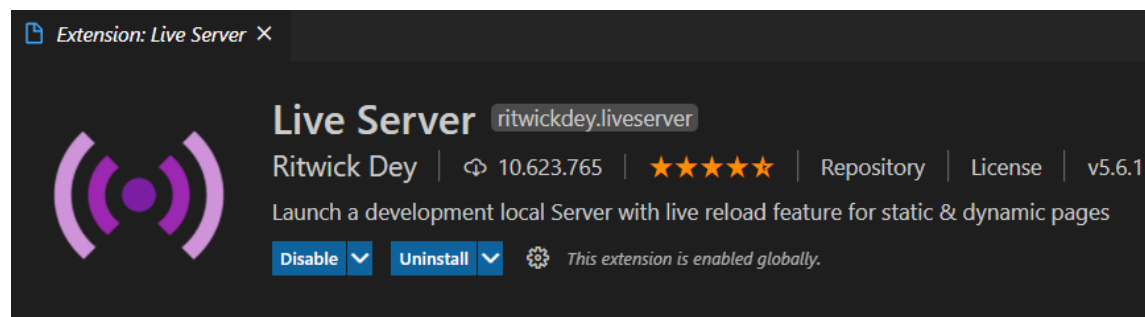 Extension: Live Server
Live Server ritwickdey.liveserver
Ritwick Dey 10.623.765 Repository License v5.6.1
Launch a development local Server with live reload feature for static & dynamic pages
Disable Uninstall This extension is enabled globally.